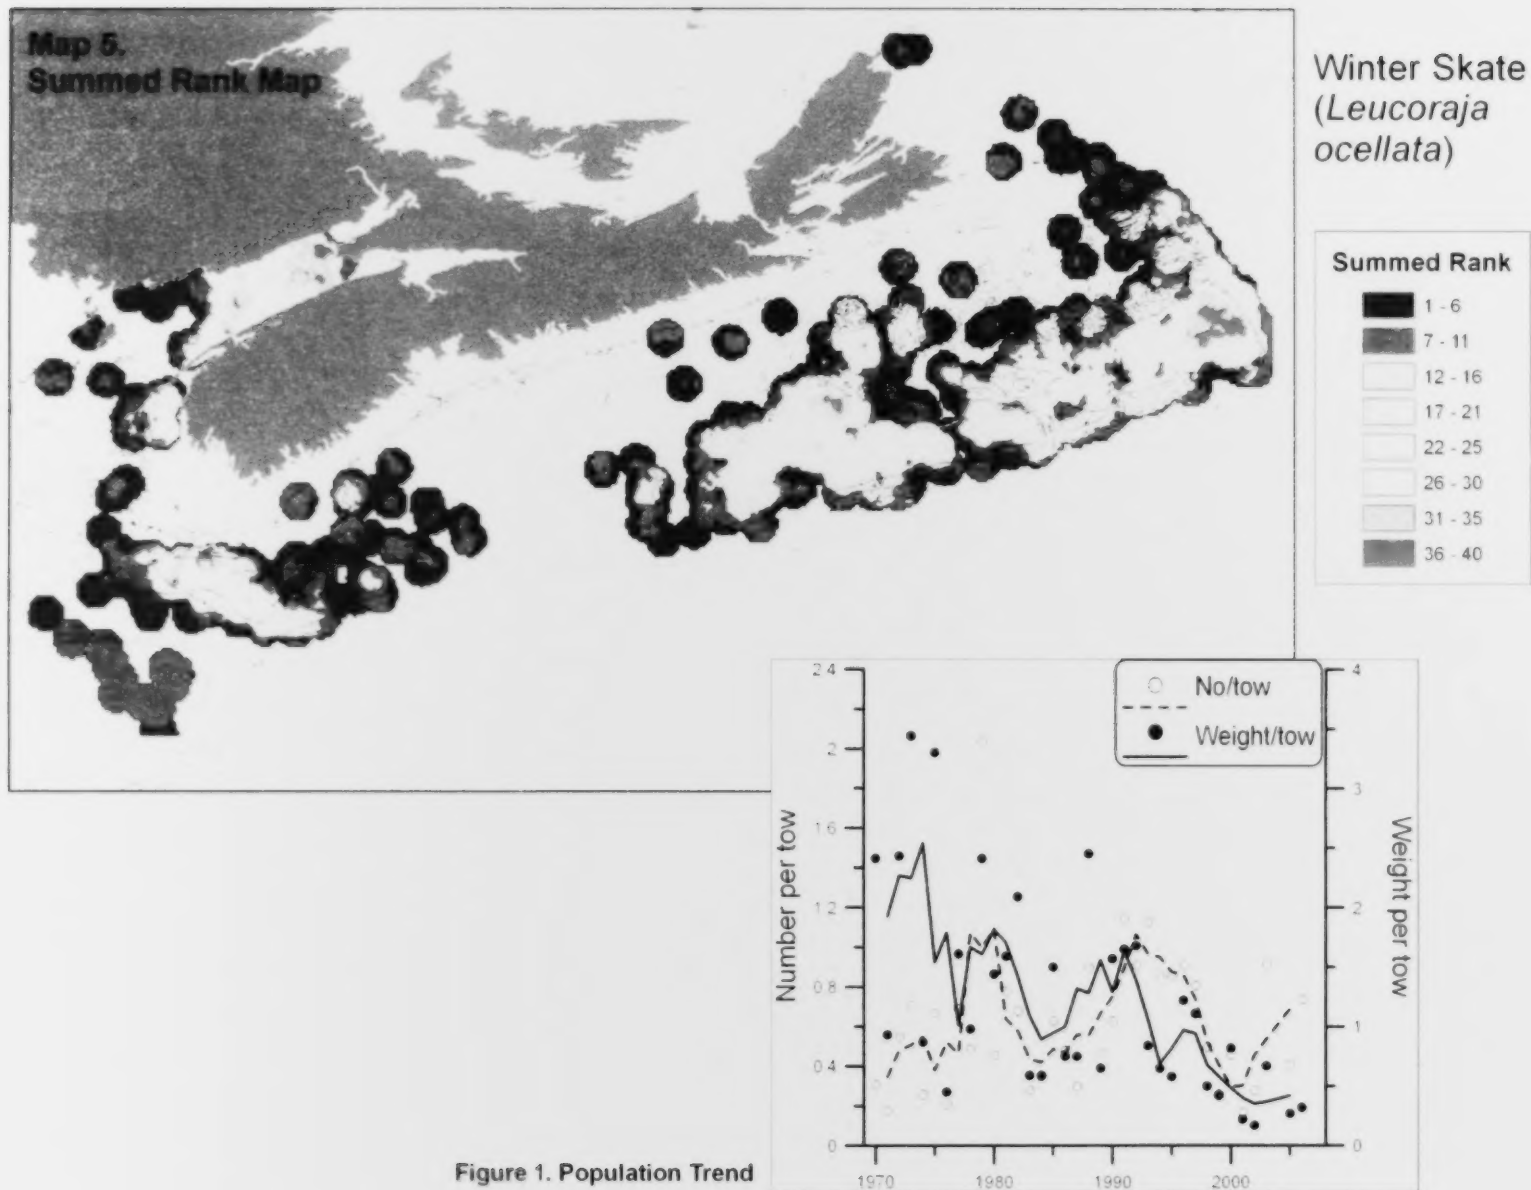 Map 5.
Summed Rank Map
Winter Skate
(Leucoraja
ocellata)
Summed Rank
1 - 6
7 - 11
12 - 16
17 - 21
22 - 25
26 - 30
31 - 35
36 - 40
No/tow
Weight/tow
2.4
2
1.6
1.2
0.8
0.4
0
Number per tow
4
3
2
1
0
Weight per tow
1970
1980
1990
2000
Figure 1. Population Trend